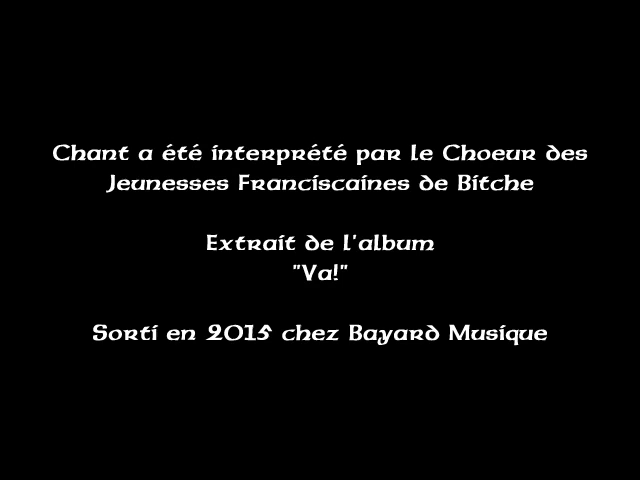 Chant a été interprété par le Choeur des
Jeunesses Franciscaines de Bitche
Extrait de l'album
"Va!"
Sorti en 2015 chez Bayard Musique